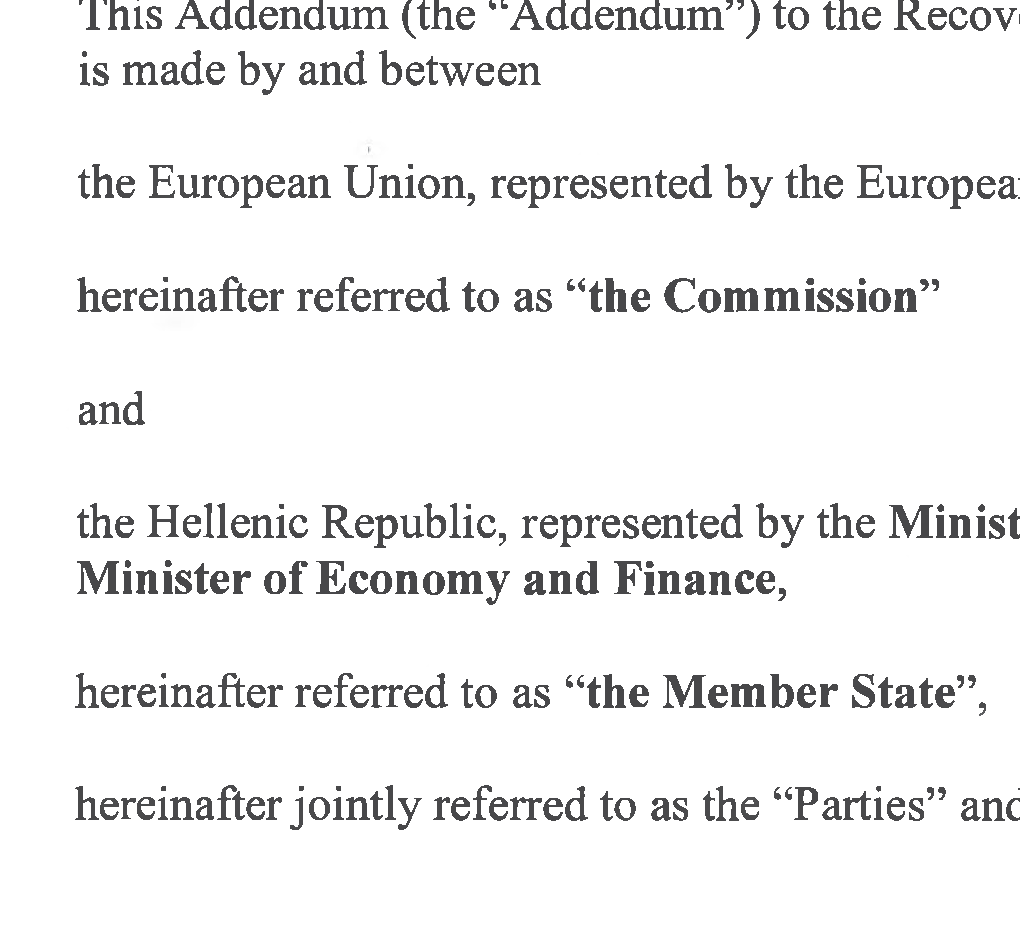 This Addendum (the “Addendum”) to the
is made by and between
the European Union, represented by the
hereinafter referred to as “the Commission”
and
the Hellenic Republic, represented by the
Minister of Economy and Finance,
hereinafter referred to as “the Member State”,
hereinafter jointly referred to as the “Parties” and